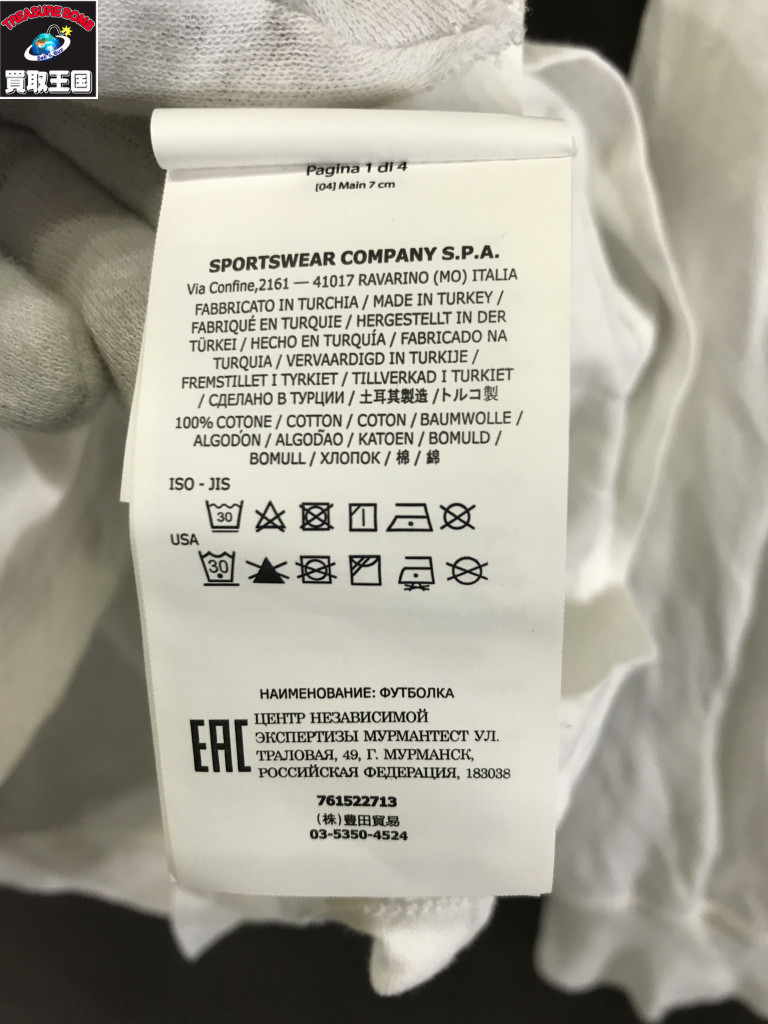 TREASURE BOMB
Sell & Buy
買取王国
Pagina 1 di 4
[04] Main 7 cm
SPORTSWEAR COMPANY S.P.A.
Via Confine,2161 — 41017 RAVARINO (MO) ITALIA
FABBRICATO IN TURCHIA / MADE IN TURKEY /
FABRIQUÉ EN TURQUIE / HERGESTELLT IN DER
TÜRKEI / HECHO EN TURQUÍA / FABRICADO NA
TURQUIA / VERVAARDIGD IN TURKIJE /
FREMSTILLET I TYRKIET / TILLVERKAD I TURKIET
/ СДЕЛАНО В ТУРЦИИ / 土耳其製造 /トルコ製
100% COTONE / COTTON / COTON / BAUMWOLLE /
ALGODÓN / ALGODÃO / KATOEN / BOMULD /
BOMULL / ХЛОПОК / 棉 / 綿
ISO - JIS
30
USA
30
НАИМЕНОВАНИЕ: ФУТБОЛКА
EAC
ЦЕНТР НЕЗАВИСИМОЙ
ЭКСПЕРТИЗЫ МУРМАНТЕСТ УЛ.
ТРАЛОВАЯ, 49, Г. МУРМАНСК,
РОССИЙСКАЯ ФЕДЕРАЦИЯ, 183038
761522713
(株)豊田貿易
03-5350-4524